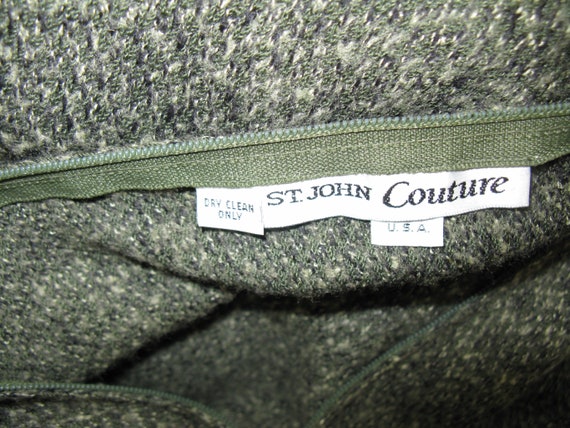 DRY CLEAN
ONLY
ST. JOHN Couture
U.S.A.